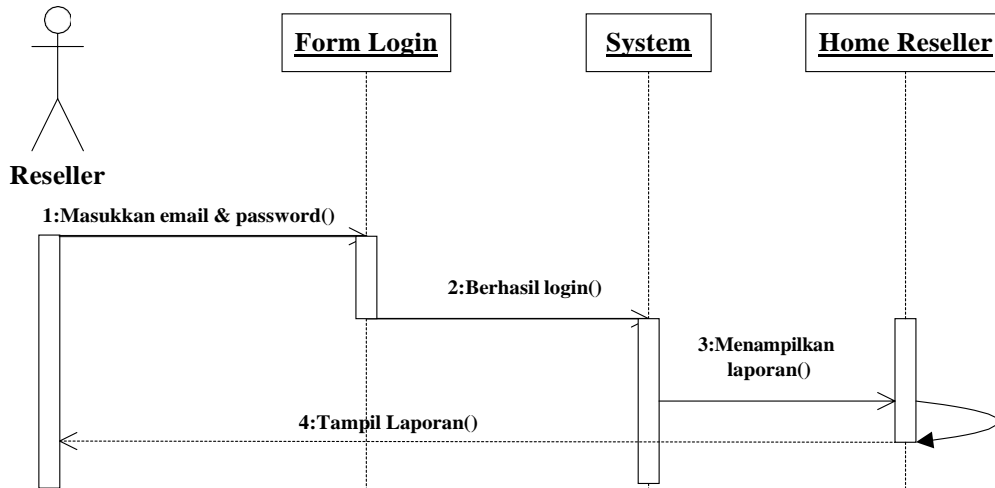 Form Login
System
Home Reseller
Reseller
1:Masukkan email & password()
2:Berhasil login()
3:Menampilkan
laporan()
4:Tampil Laporan()